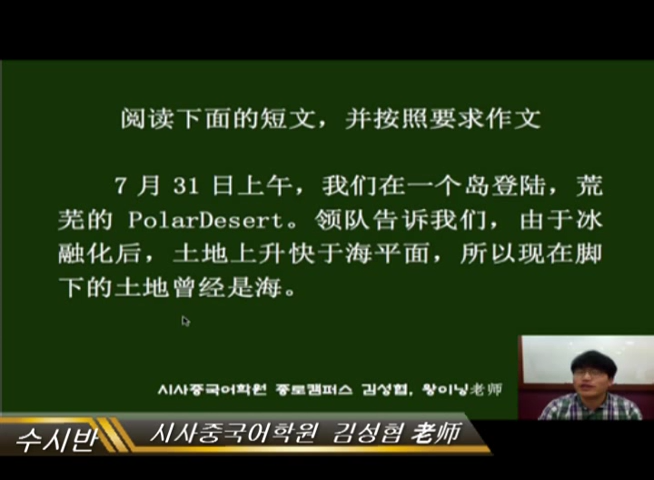 阅读下面的短文，并按照要求作文
7 月 31 日上午，我们在一个岛登陆，荒
芜的 PolarDesert。领队告诉我们，由于冰
融化后，土地上升快于海平面，所以现在脚
下的土地曾经是海。
시사중국어학원 종로캠퍼스 김성협, 왕이닝老师
수시반 시사중국어학원 김성협 老师